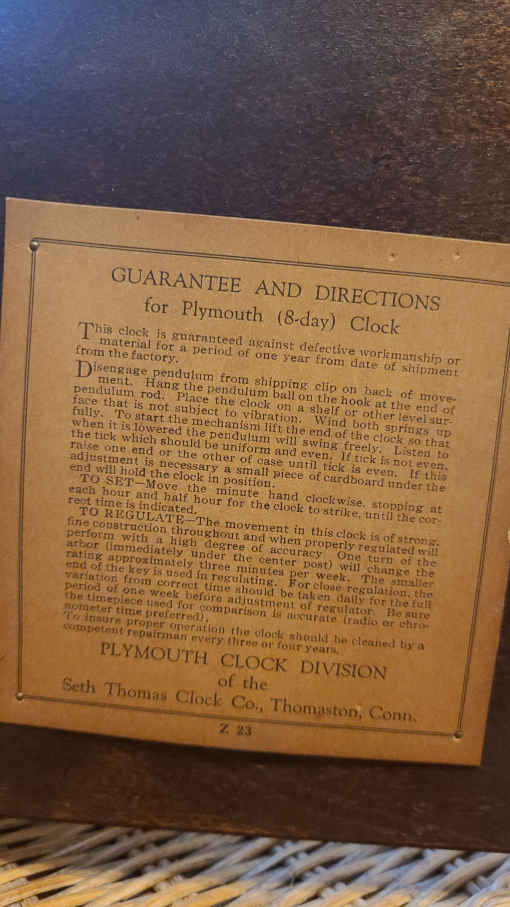 GUARANTEE AND DIRECTIONS
for Plymouth (8-day) Clock
This clock is guaranteed against defective workmanship or
material for a period of one year from date of shipment
from the factory.
Disengage pendulum from shipping clip on back of move-
ment. Hang the pendulum ball on the hook at the end of
pendulum rod. Place the clock on a shelf or other level sur-
face that is not subject to vibration. Wind both springs up
fully. To start the mechanism lift the end of the clock so that
when it is lowered the pendulum will swing freely. Listen to
the tick which should be uniform and even. If tick is not even,
raise one end or the other of case until tick is even. If this
adjustment is necessary a small piece of cardboard under the
end will hold the clock in position.
TO SET—Move the minute hand clockwise, stopping at
each hour and half hour for the clock to strike, until the cor-
rect time is indicated.
TO REGULATE—The movement in this clock is of strong,
fine construction throughout and when properly regulated will
perform with a high degree of accuracy One turn of the
arbor (immediately under the center post) will change the
rating approximately three minutes per week. The smaller
end of the key is used in regulating. For close regulation, the
variation from correct time should be taken daily for the full
period of one week before adjustment of regulator. Be sure
the timepiece used for comparison is accurate (radio or chro-
nometer time preferred).
To insure proper operation the clock should be cleaned by a
competent repairman every three or four years.
PLYMOUTH CLOCK DIVISION
of the
Seth Thomas Clock Co., Thomaston, Conn.
Z 23